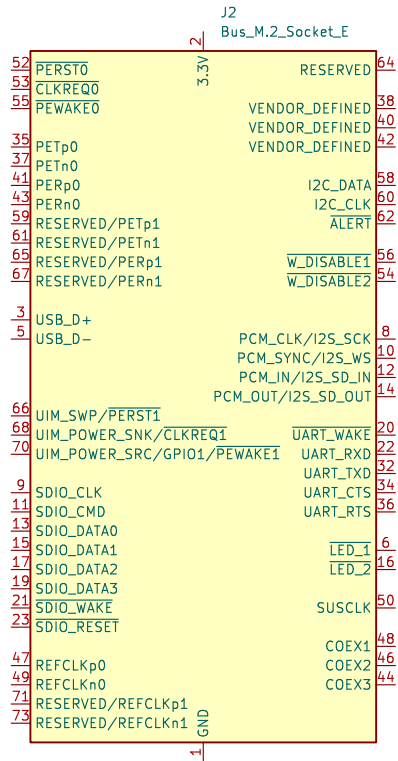 J2
Bus_M.2_Socket_E
2
3.3V
52 PERST0
53 CLKREQ0
55 PEWAKE0
35 PETp0
37 PETn0
41 PERp0
43 PERn0
59 RESERVED/PETp1
61 RESERVED/PETn1
65 RESERVED/PERp1
67 RESERVED/PERn1
3 USB_D+
5 USB_D-
66 UIM_SWP/PERST1
68 UIM_POWER_SNK/CLKREQ1
70 UIM_POWER_SRC/GPIO1/PEWAKE1
9 SDIO_CLK
11 SDIO_CMD
13 SDIO_DATA0
15 SDIO_DATA1
17 SDIO_DATA2
19 SDIO_DATA3
21 SDIO_WAKE
23 SDIO_RESET
47 REFCLKp0
49 REFCLKn0
71 RESERVED/REFCLKp1
73 RESERVED/REFCLKn1
RESERVED 64
VENDOR_DEFINED 38
VENDOR_DEFINED 40
VENDOR_DEFINED 42
I2C_DATA 58
I2C_CLK 60
ALERT 62
W_DISABLE1 56
W_DISABLE2 54
PCM_CLK/I2S_SCK 8
PCM_SYNC/I2S_WS 10
PCM_IN/I2S_SD_IN 12
PCM_OUT/I2S_SD_OUT 14
UART_WAKE 20
UART_RXD 22
UART_TXD 32
UART_CTS 34
UART_RTS 36
LED_1 6
LED_2 16
SUSCLK 50
COEX1 48
COEX2 46
COEX3 44
GND
1